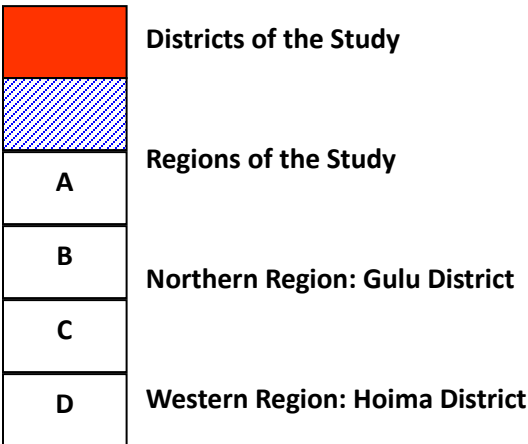 Districts of the Study
Regions of the Study
A
B
Northern Region: Gulu District
C
D
Western Region: Hoima District